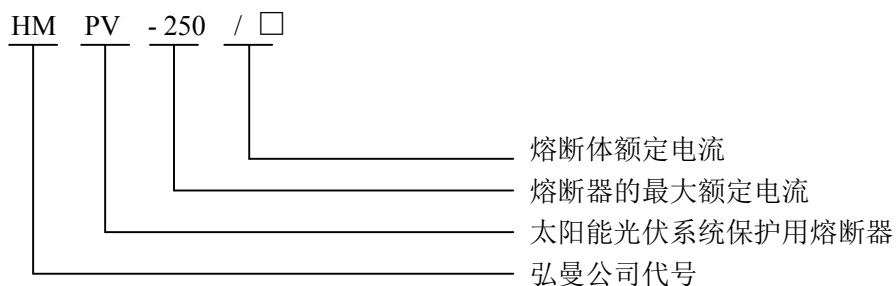 HM PV - 250 / □
熔断体额定电流
熔断器的最大额定电流
太阳能光伏系统保护用熔断器
弘曼公司代号